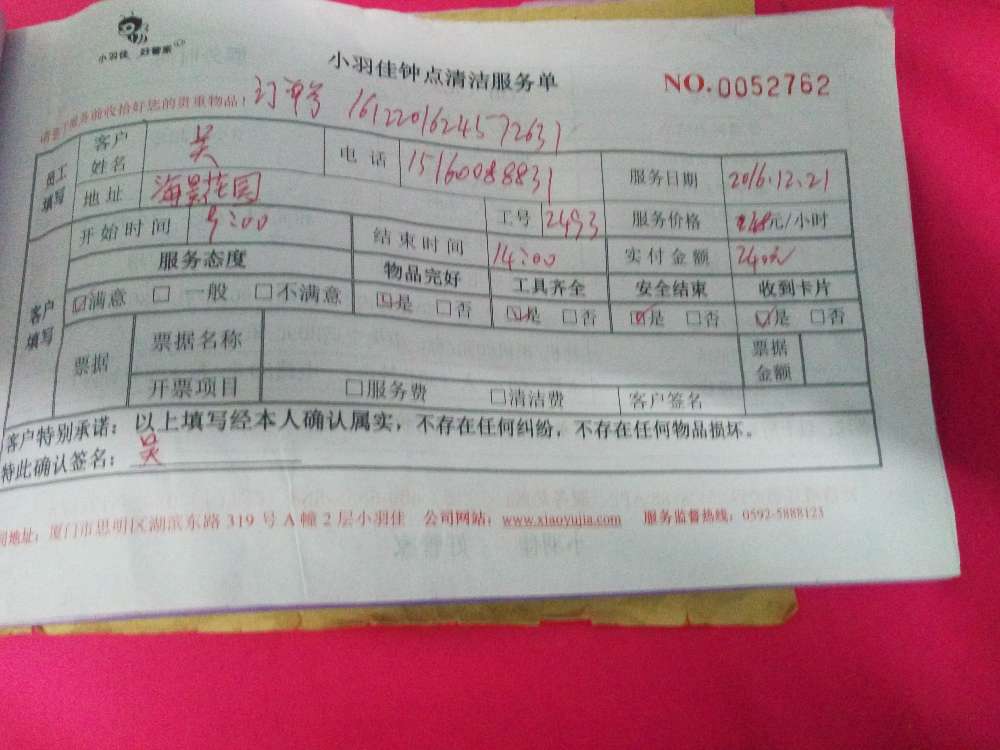 小羽佳 好管家
小羽佳钟点清洁服务单
NO.0052762
请您于服务前收拾好您的贵重物品! 订单号 1612201624572631
员工填写 客户姓名 吴 电话 15160088831 服务日期 2016.12.21
地址 海景花园 工号 2493 服务价格 元/小时
开始时间 9:00 结束时间 14:00 实付金额 240元
客户填写 服务态度 物品完好 工具齐全 安全结束 收到卡片
☑满意 □一般 □不满意 ☑是 □否 ☑是 □否 ☑是 □否 ☑是 □否
票据 票据名称 票据金额
开票项目 □服务费 □清洁费 客户签名
客户特别承诺:以上填写经本人确认属实,不存在任何纠纷,不存在任何物品损坏。
特此确认签名: 吴
司地址:厦门市思明区湖滨东路 319 号 A 幢 2 层小羽佳 公司网站:www.xiaoyujia.com 服务监督热线:0592-5888123